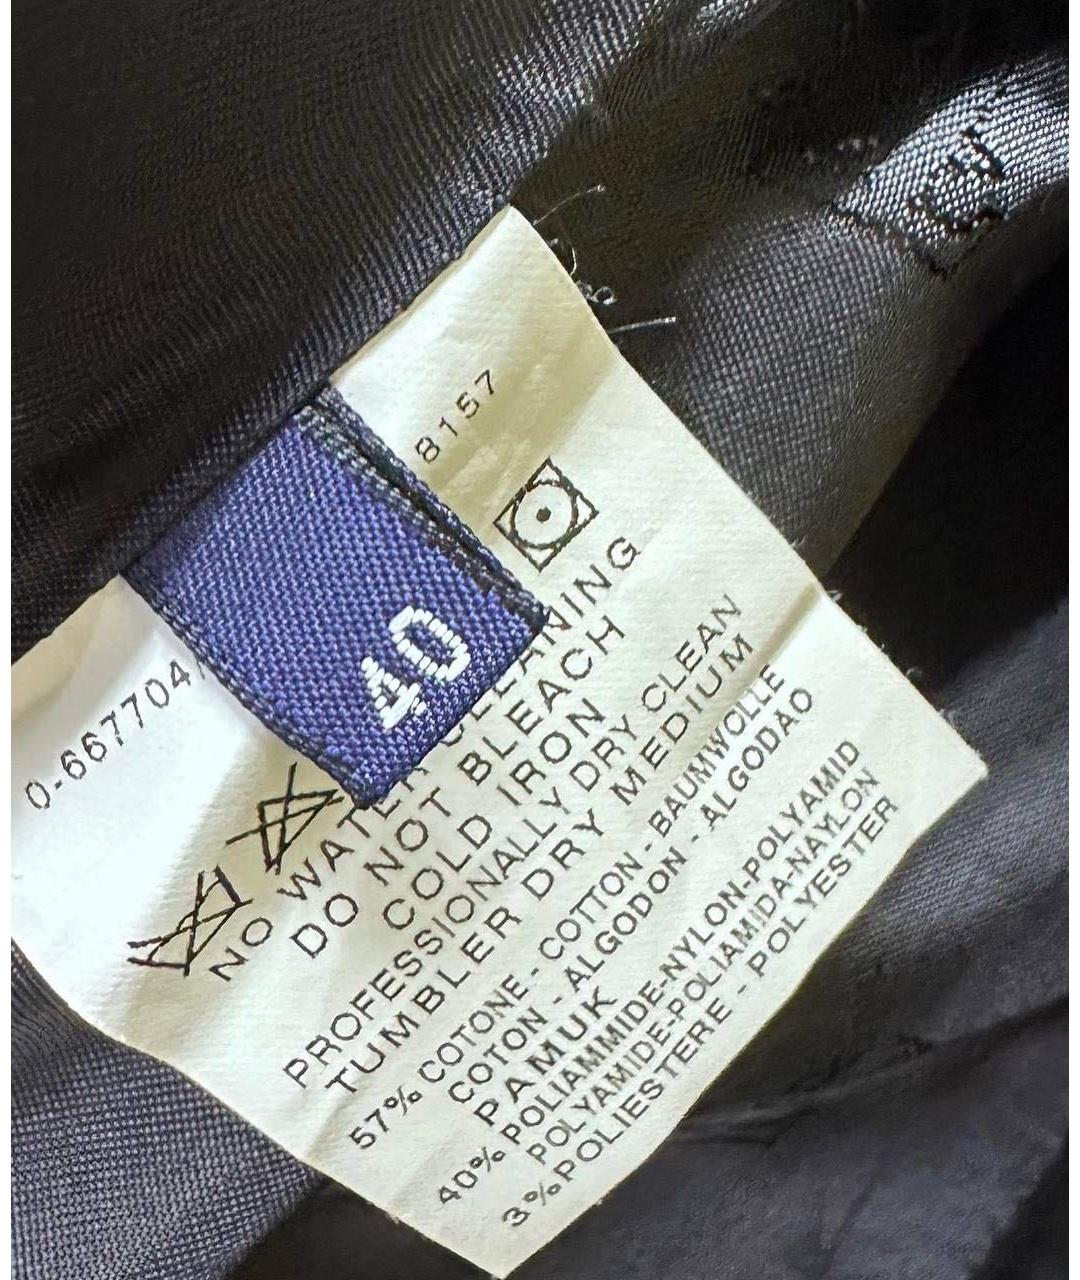 8157
40
0-667704
NO WATER CLEANING
DO NOT BLEACH
COLD IRON
PROFESSIONALLY DRY CLEAN
TUMBLER DRY MEDIUM
57% COTONE - COTTON - BAUMWOLLE
COTON - ALGODON - ALGODÃO
PAMUK
40% POLIAMMIDE-NYLON-POLYAMID
POLYAMIDE-POLIAMIDA-NAYLON
3% POLIESTERE - POLYESTER